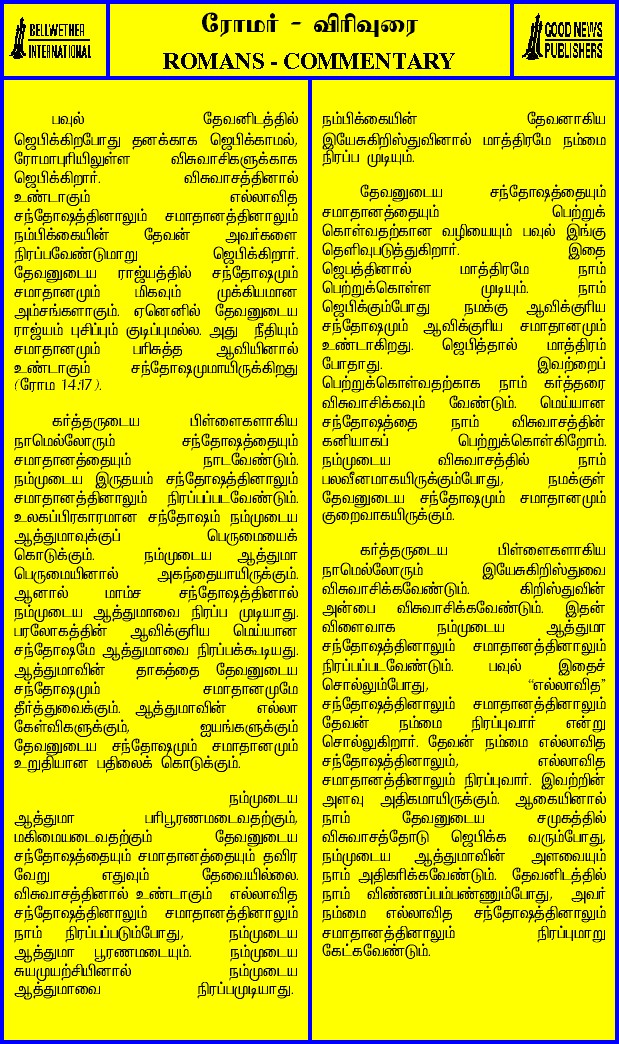 BELLWETHER
INTERNATIONAL
ரோமர் - விரிவுரை
ROMANS - COMMENTARY
GOOD NEWS
PUBLISHERS
பவுல் தேவனிடத்தில்
ஜெபிக்கிறபோது தனக்காக ஜெபிக்காமல்,
ரோமாபுரியிலுள்ள விசுவாசிகளுக்காக
ஜெபிக்கிறார். விசுவாசத்தினால்
உண்டாகும் எல்லாவித
சந்தோஷத்தினாலும் சமாதானத்தினாலும்
நம்பிக்கையின் தேவன் அவர்களை
நிரப்பவேண்டுமாறு ஜெபிக்கிறார்.
தேவனுடைய ராஜ்யத்தில் சந்தோஷமும்
சமாதானமும் மிகவும் முக்கியமான
அம்சங்களாகும். ஏனெனில் தேவனுடைய
ராஜ்யம் புசிப்பும் குடிப்புமல்ல. அது நீதியும்
சமாதானமும் பரிசுத்த ஆவியினால்
உண்டாகும் சந்தோஷமுமாயிருக்கிறது
(ரோம 14:17).
கர்த்தருடைய பிள்ளைகளாகிய
நாமெல்லோரும் சந்தோஷத்தையும்
சமாதானத்தையும் நாடவேண்டும்.
நம்முடைய இருதயம் சந்தோஷத்தினாலும்
சமாதானத்தினாலும் நிரப்பப்படவேண்டும்.
உலகப்பிரகாரமான சந்தோஷம் நம்முடைய
ஆத்துமாவுக்குப் பெருமையைக்
கொடுக்கும். நம்முடைய ஆத்துமா
பெருமையினால் அகந்தையாயிருக்கும்.
ஆனால் மாம்ச சந்தோஷத்தினால்
நம்முடைய ஆத்துமாவை நிரப்ப முடியாது.
பரலோகத்தின் ஆவிக்குரிய மெய்யான
சந்தோஷமே ஆத்துமாவை நிரப்பக்கூடியது.
ஆத்துமாவின் தாகத்தை தேவனுடைய
சந்தோஷமும் சமாதானமுமே
தீர்த்துவைக்கும். ஆத்துமாவின் எல்லா
கேள்விகளுக்கும், ஐயங்களுக்கும்
தேவனுடைய சந்தோஷமும் சமாதானமும்
உறுதியான பதிலைக் கொடுக்கும்.
நம்முடைய
ஆத்துமா பரிபூரணமடைவதற்கும்,
மகிமையடைவதற்கும் தேவனுடைய
சந்தோஷத்தையும் சமாதானத்தையும் தவிர
வேறு எதுவும் தேவையில்லை.
விசுவாசத்தினால் உண்டாகும் எல்லாவித
சந்தோஷத்தினாலும் சமாதானத்தினாலும்
நாம் நிரப்பப்படும்போது, நம்முடைய
ஆத்துமா பூரணமடையும். நம்முடைய
சுயமுயற்சியினால் நம்முடைய
ஆத்துமாவை நிரப்பமுடியாது.
நம்பிக்கையின் தேவனாகிய
இயேசுகிறிஸ்துவினால் மாத்திரமே நம்மை
நிரப்ப முடியும்.
தேவனுடைய சந்தோஷத்தையும்
சமாதானத்தையும் பெற்றுக்
கொள்வதற்கான வழியையும் பவுல் இங்கு
தெளிவுபடுத்துகிறார். இதை
ஜெபத்தினால் மாத்திரமே நாம்
பெற்றுக்கொள்ள முடியும். நாம்
ஜெபிக்கும்போது நமக்கு ஆவிக்குரிய
சந்தோஷமும் ஆவிக்குரிய சமாதானமும்
உண்டாகிறது. ஜெபித்தால் மாத்திரம்
போதாது. இவற்றைப்
பெற்றுக்கொள்வதற்காக நாம் கர்த்தரை
விசுவாசிக்கவும் வேண்டும். மெய்யான
சந்தோஷத்தை நாம் விசுவாசத்தின்
கனியாகப் பெற்றுக்கொள்கிறோம்.
நம்முடைய விசுவாசத்தில் நாம்
பலவீனமாகயிருக்கும்போது, நமக்குள்
தேவனுடைய சந்தோஷமும் சமாதானமும்
குறைவாகயிருக்கும்.
கர்த்தருடைய பிள்ளைகளாகிய
நாமெல்லோரும் இயேசுகிறிஸ்துவை
விசுவாசிக்கவேண்டும். கிறிஸ்துவின்
அன்பை விசுவாசிக்கவேண்டும். இதன்
விளைவாக நம்முடைய ஆத்துமா
சந்தோஷத்தினாலும் சமாதானத்தினாலும்
நிரப்பப்படவேண்டும். பவுல் இதைச்
சொல்லும்போது, “எல்லாவித”
சந்தோஷத்தினாலும் சமாதானத்தினாலும்
தேவன் நம்மை நிரப்புவார் என்று
சொல்லுகிறார். தேவன் நம்மை எல்லாவித
சந்தோஷத்தினாலும், எல்லாவித
சமாதானத்தினாலும் நிரப்புவார். இவற்றின்
அளவு அதிகமாயிருக்கும். ஆகையினால்
நாம் தேவனுடைய சமுகத்தில்
விசுவாசத்தோடு ஜெபிக்க வரும்போது,
நம்முடைய ஆத்துமாவின் அளவையும்
நாம் அதிகரிக்கவேண்டும். தேவனிடத்தில்
நாம் விண்ணப்பம்பண்ணும்போது, அவர்
நம்மை எல்லாவித சந்தோஷத்தினாலும்
சமாதானத்தினாலும் நிரப்புமாறு
கேட்கவேண்டும்.